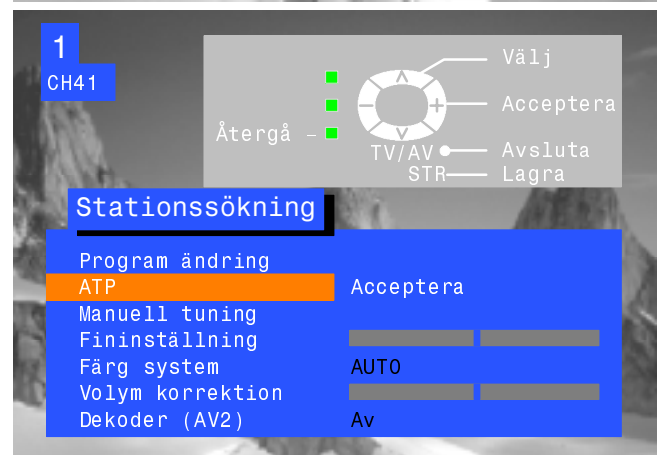 1
CH41
Välj
Acceptera
Återgå –
TV/AV Avsluta
STR Lagra
Stationssökning
Program ändring
ATP Acceptera
Manuell tuning
Fininställning
Färg system AUTO
Volym korrektion
Dekoder (AV2) Av